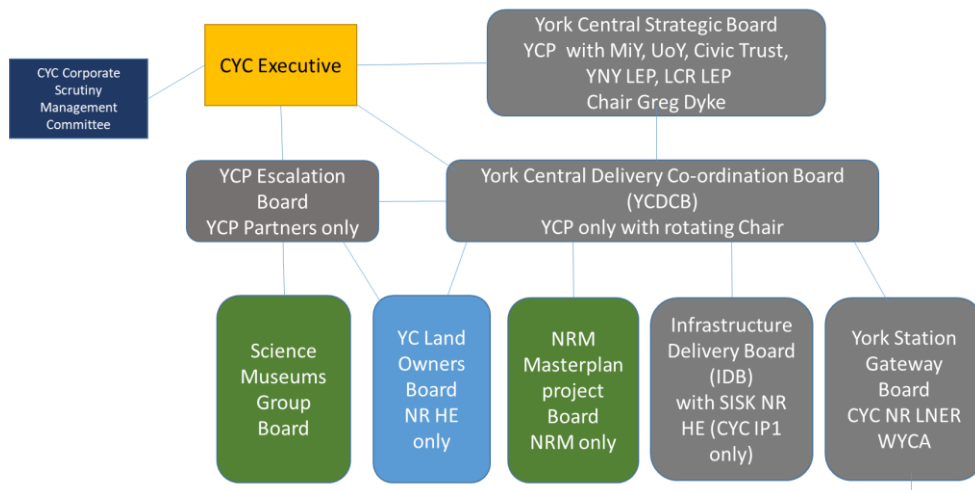 York Central Strategic Board
YCP with MiY, UoY, Civic Trust,
YNY LEP, LCR LEP
Chair Greg Dyke
CYC Executive
CYC Corporate
Scrutiny
Management
Committee
YCP Escalation
Board
YCP Partners only
York Central Delivery Co-ordination Board
(YCDCB)
YCP only with rotating Chair
Science
Museums
Group
Board
YC Land
Owners
Board
NR HE
only
NRM
Masterplan
project
Board
NRM only
Infrastructure
Delivery Board
(IDB)
with SISK NR
HE (CYC IP1
only)
York Station
Gateway
Board
CYC NR LNER
WYCA